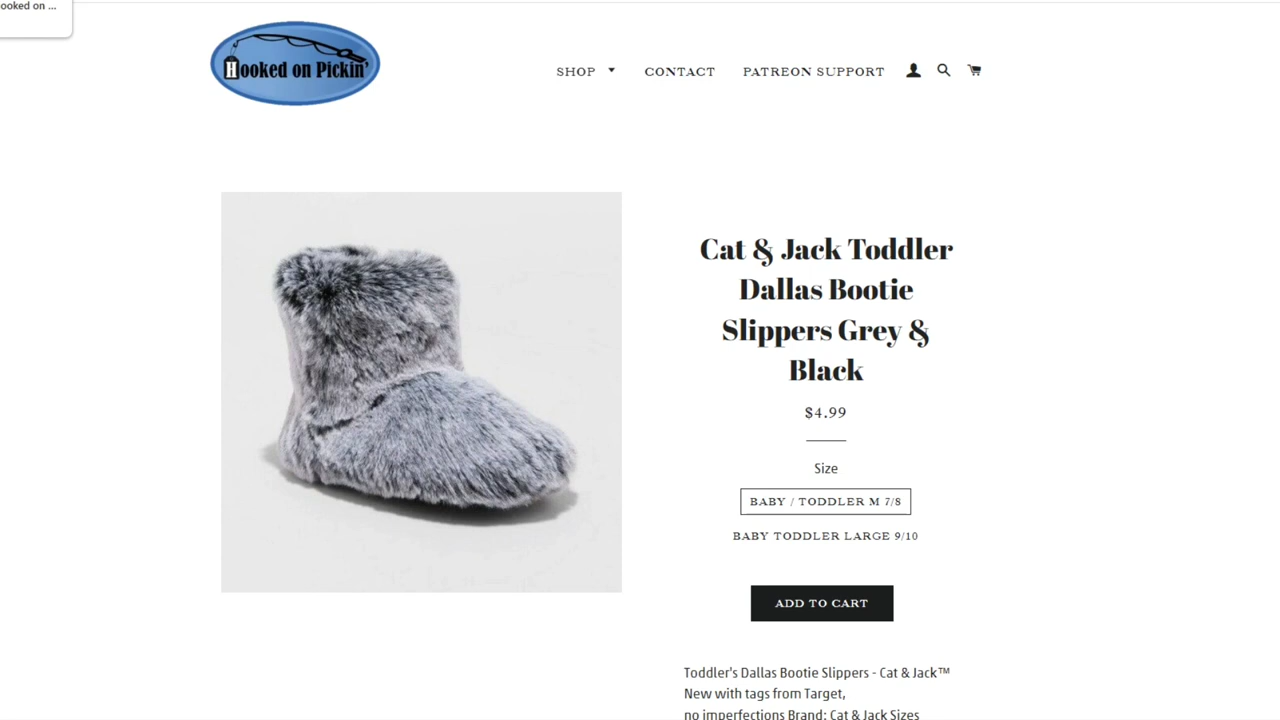 ooked on ...
Hooked on Pickin'
SHOP
CONTACT
PATREON SUPPORT
Cat & Jack Toddler
Dallas Bootie
Slippers Grey &
Black
$4.99
Size
BABY / TODDLER M 7/8
BABY TODDLER LARGE 9/10
ADD TO CART
Toddler's Dallas Bootie Slippers - Cat & Jack™
New with tags from Target,
no imperfections Brand: Cat & Jack Sizes